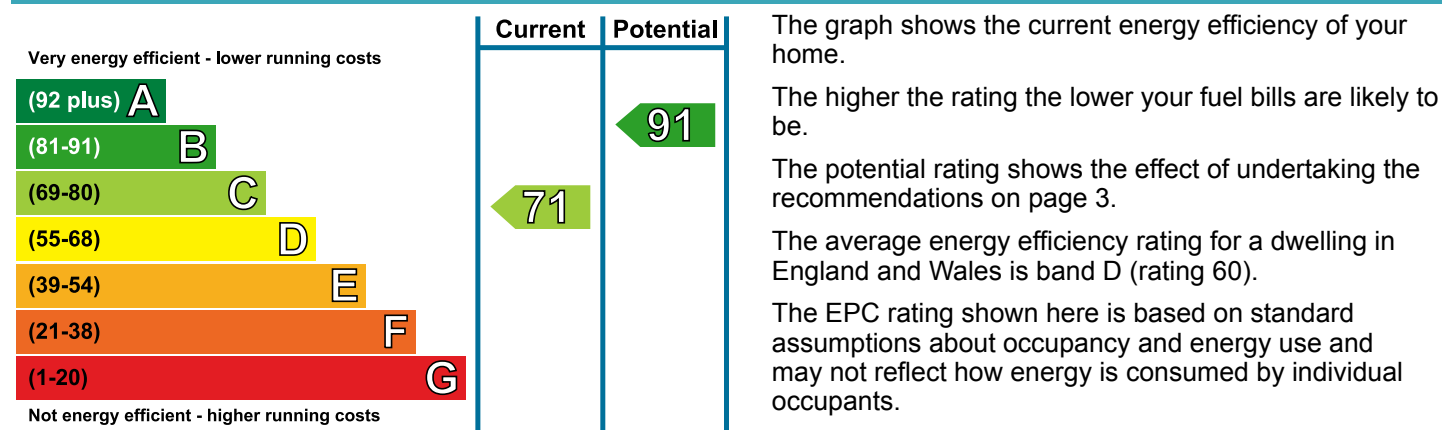 Current Potential
Very energy efficient - lower running costs
(92 plus) A
(81-91) B
(69-80) C
(55-68) D
(39-54) E
(21-38) F
(1-20) G
Not energy efficient - higher running costs
71
91
The graph shows the current energy efficiency of your
home.
The higher the rating the lower your fuel bills are likely to
be.
The potential rating shows the effect of undertaking the
recommendations on page 3.
The average energy efficiency rating for a dwelling in
England and Wales is band D (rating 60).
The EPC rating shown here is based on standard
assumptions about occupancy and energy use and
may not reflect how energy is consumed by individual
occupants.